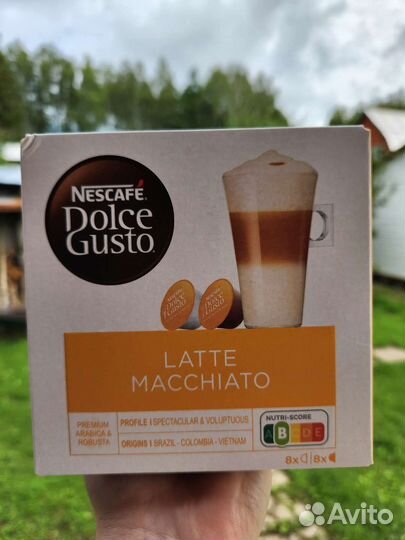 NESCAFÉ
Dolce
Gusto
LATTE
MACCHIATO
PREMIUM
ARABICA &
ROBUSTA
PROFILE | SPECTACULAR & VOLUPTUOUS
ORIGINS | BRAZIL - COLOMBIA - VIETNAM
NUTRI-SCORE
A B C D E
8x 8x
Avito